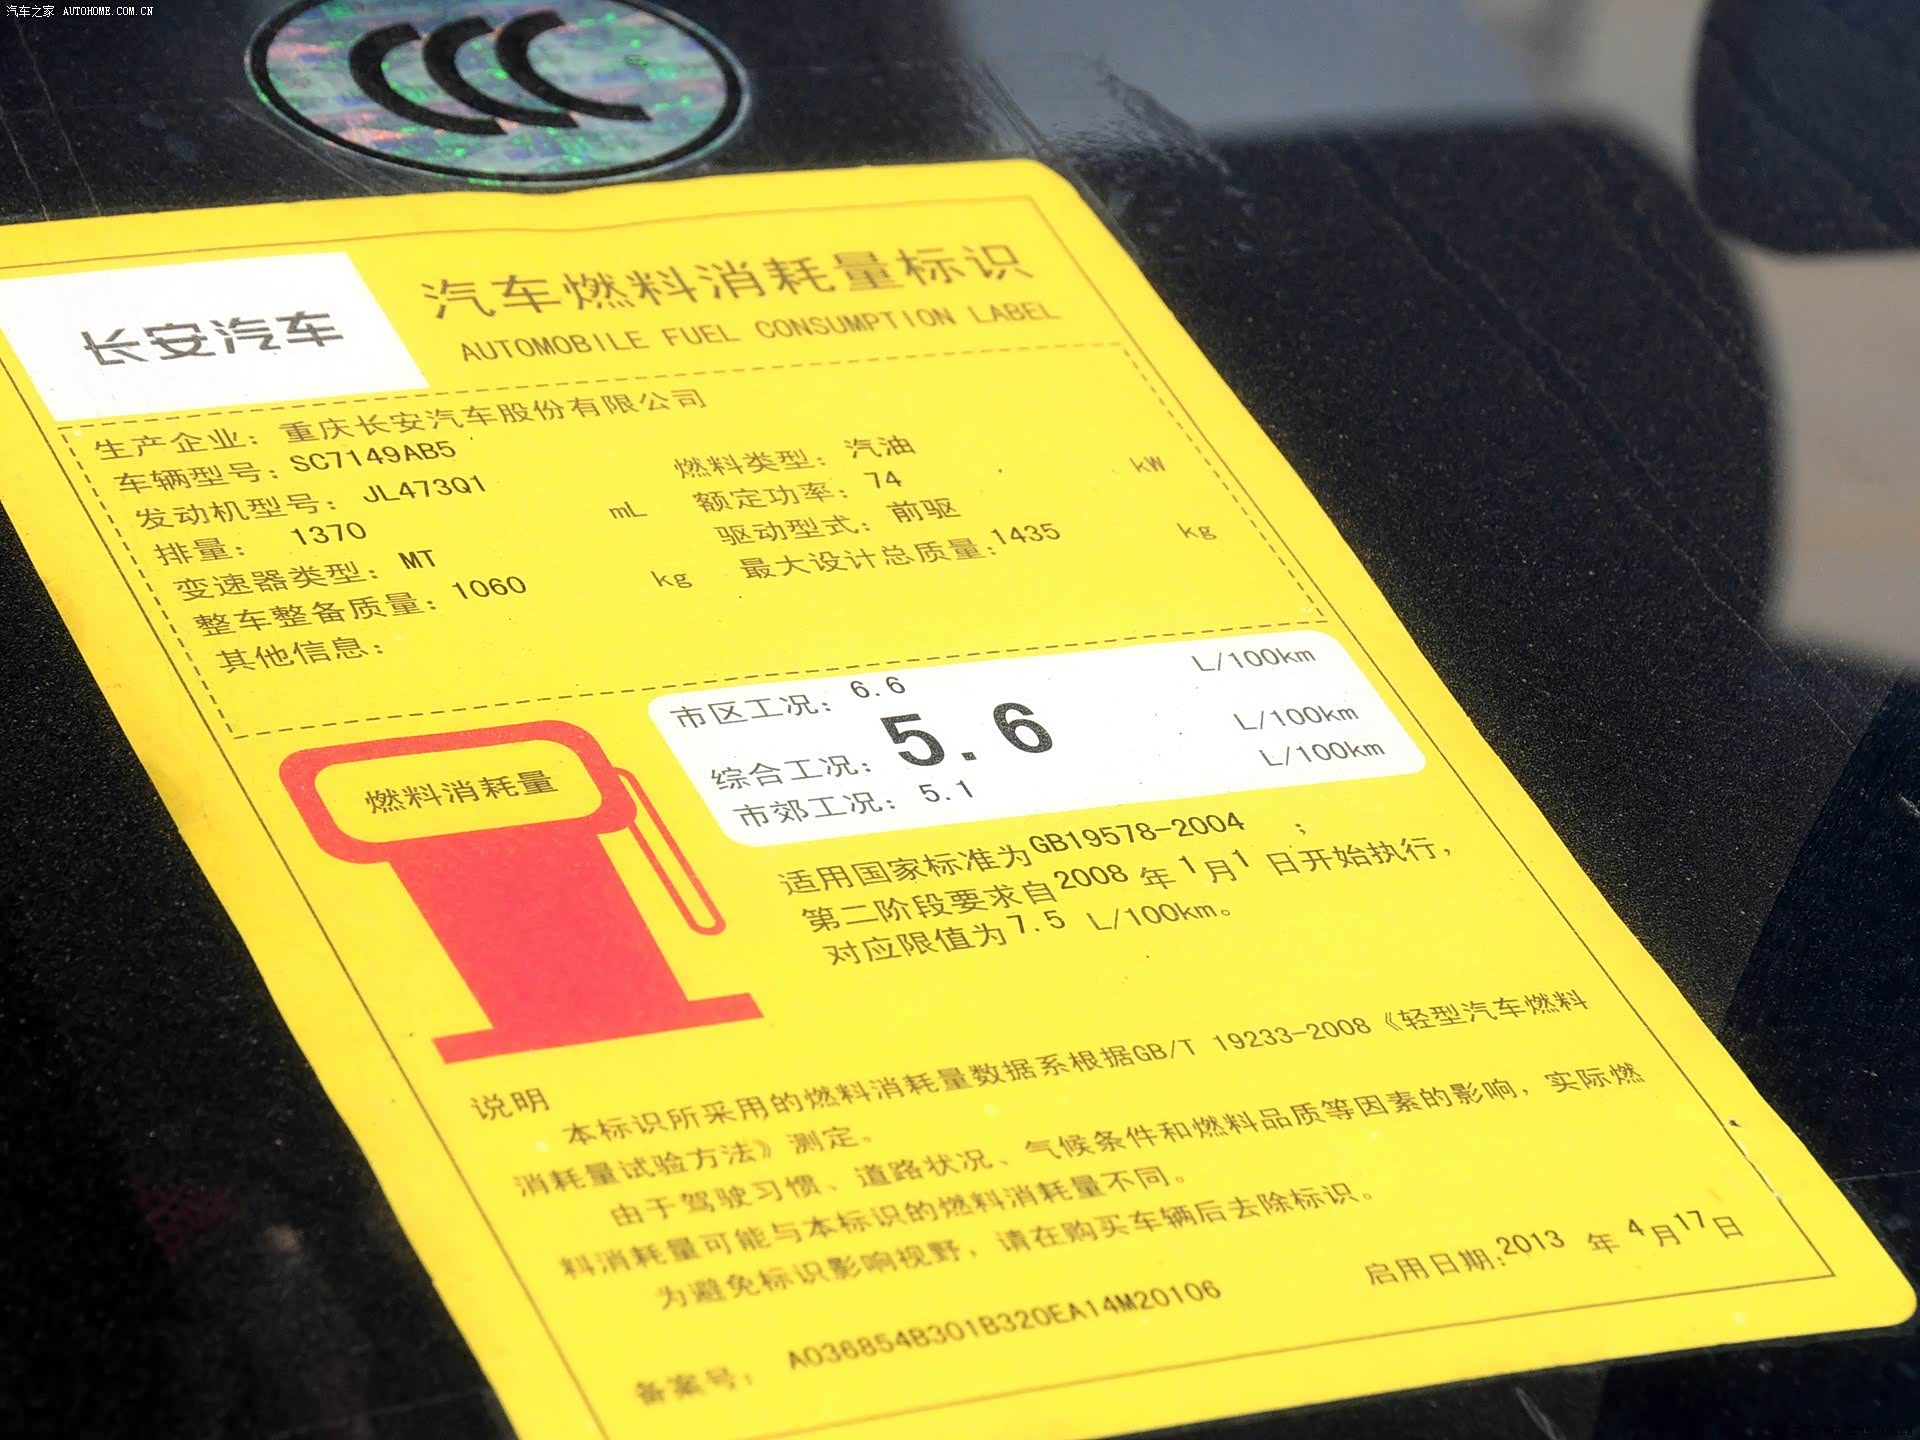 汽车之家 AUTOHOME.COM.CN
长安汽车
汽车燃料消耗量标识
AUTOMOBILE FUEL CONSUMPTION LABEL
生产企业: 重庆长安汽车股份有限公司
车辆型号: SC7149AB5
发动机型号: JL473Q1
排量: 1370 mL
变速器类型: MT
整车整备质量: 1060 kg
其他信息:
燃料类型: 汽油
额定功率: 74 kW
驱动型式: 前驱
最大设计总质量: 1435 kg
燃料消耗量
市区工况: 6.6 L/100km
综合工况: 5.6 L/100km
市郊工况: 5.1 L/100km
适用国家标准为GB19578-2004 ;
第二阶段要求自2008 年 1月1 日开始执行,
对应限值为7.5 L/100km。
说明
本标识所采用的燃料消耗量数据系根据GB/T 19233-2008《轻型汽车燃料
消耗量试验方法》测定。
由于驾驶习惯、道路状况、气候条件和燃料品质等因素的影响, 实际燃
料消耗量可能与本标识的燃料消耗量不同。
为避免标识影响视野, 请在购买车辆后去除标识。
备案号: A036854B301B320EA14M20106
启用日期:2013 年 4月17日